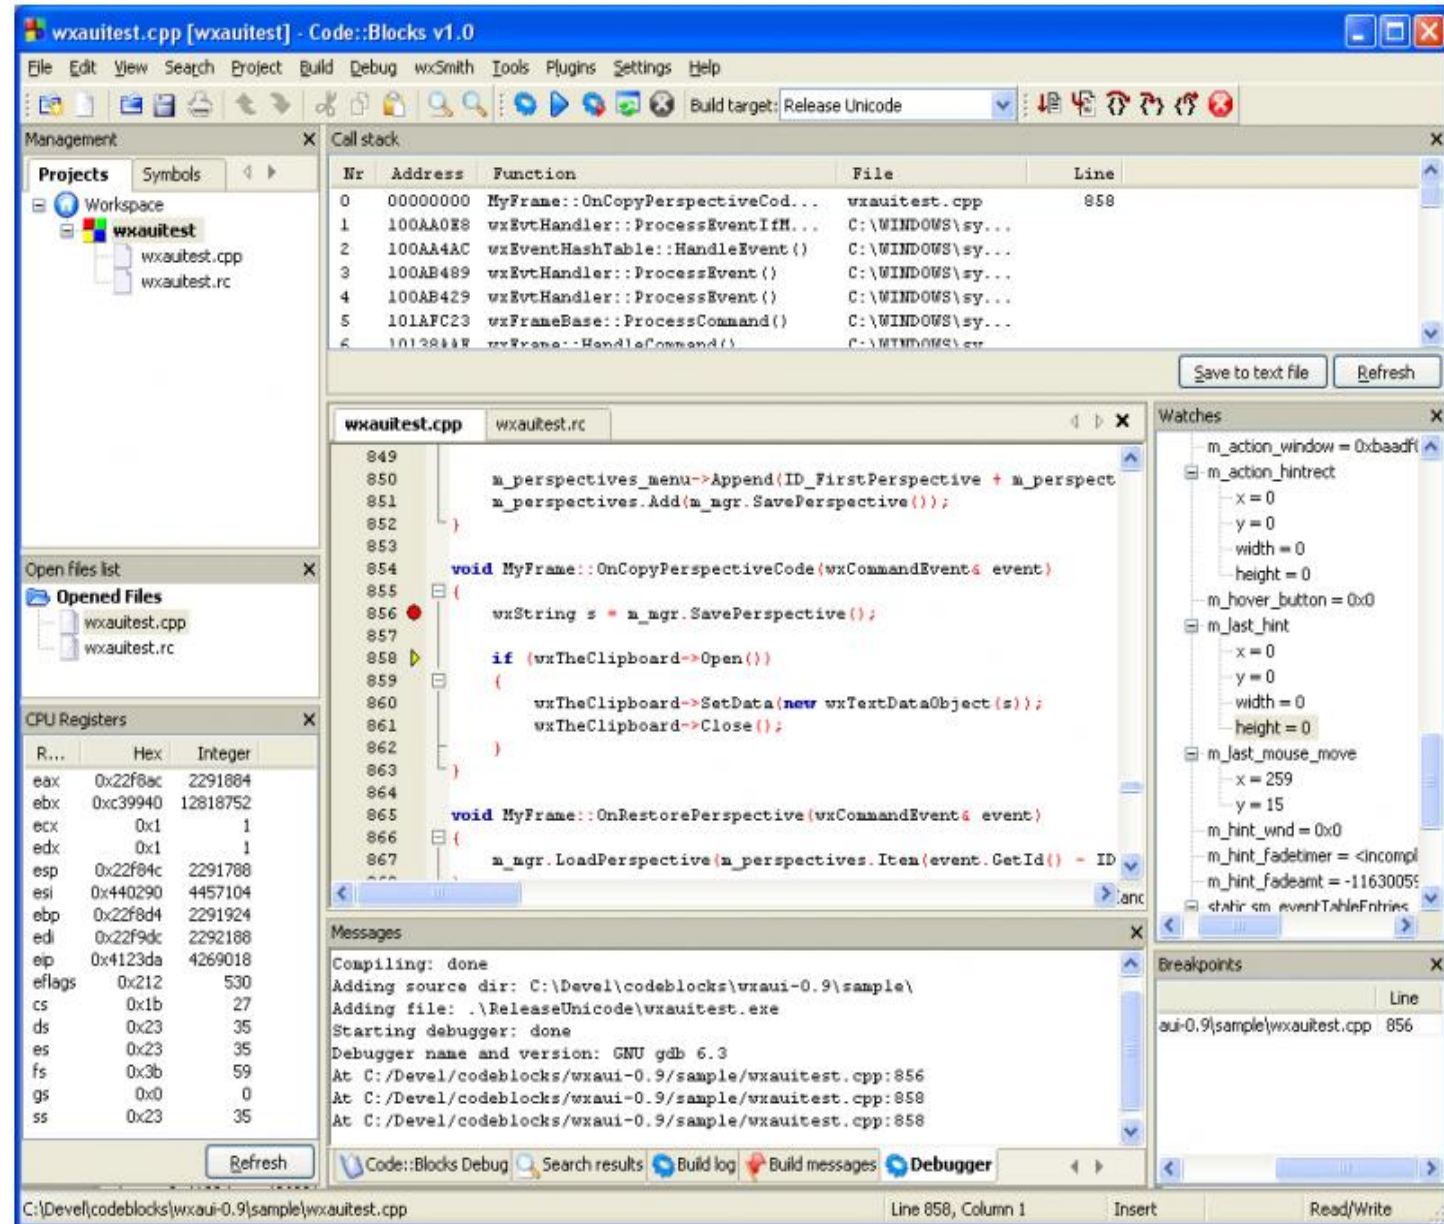 wxauitest.cpp [wxauitest] - Code::Blocks v1.0
File Edit View Search Project Build Debug wxSmith Tools Plugins Settings Help
Build target: Release Unicode
Management
Projects Symbols
Workspace
wxauitest
wxauitest.cpp
wxauitest.rc
Open files list
Opened Files
wxauitest.cpp
wxauitest.rc
CPU Registers
R... Hex Integer
eax 0x22f8ac 2291884
ebx 0xc39940 12818752
ecx 0x1 1
edx 0x1 1
esp 0x22f84c 2291788
esi 0x440290 4457104
ebp 0x22f8d4 2291924
edi 0x22f9dc 2292188
eip 0x4123da 4269018
eflags 0x212 530
cs 0x1b 27
ds 0x23 35
es 0x23 35
fs 0x3b 59
gs 0x0 0
ss 0x23 35
Refresh
Call stack
Nr Address Function File Line
0 00000000 MyFrame::OnCopyPerspectiveCod... wxauitest.cpp 858
1 100AA0E8 wxEvtHandler::ProcessEventIfM... C:\WINDOWS\sy...
2 100AA4AC wxEventHashTable::HandleEvent() C:\WINDOWS\sy...
3 100AB489 wxEvtHandler::ProcessEvent() C:\WINDOWS\sy...
4 100AB429 wxEvtHandler::ProcessEvent() C:\WINDOWS\sy...
5 101AFC23 wxFrameBase::ProcessCommand() C:\WINDOWS\sy...
6 wxFrame::HandleCommand() C:\WINDOWS\sy
Save to text file Refresh
wxauitest.cpp wxauitest.rc
849
850 m_perspectives_menu->Append(ID_FirstPerspective + m_perspect
851 m_perspectives.Add(m_mgr.SavePerspective());
852 }
853
854 void MyFrame::OnCopyPerspectiveCode(wxCommandEvent& event)
855 {
856 wxString s = m_mgr.SavePerspective();
857
858 if (wxTheClipboard->Open())
859 {
860 wxTheClipboard->SetData(new wxTextDataObject(s));
861 wxTheClipboard->Close();
862 }
863 }
864
865 void MyFrame::OnRestorePerspective(wxCommandEvent& event)
866 {
867 m_mgr.LoadPerspective(m_perspectives.Item(event.GetId() - ID
Messages
Compiling: done
Adding source dir: C:\Devel\codeblocks\wxaui-0.9\sample\
Adding file: .\ReleaseUnicode\wxauitest.exe
Starting debugger: done
Debugger name and version: GNU gdb 6.3
At C:/Devel/codeblocks/wxaui-0.9/sample/wxauitest.cpp:856
At C:/Devel/codeblocks/wxaui-0.9/sample/wxauitest.cpp:858
At C:/Devel/codeblocks/wxaui-0.9/sample/wxauitest.cpp:858
Code::Blocks Debug Search results Build log Build messages Debugger
Watches
m_action_window = 0xbaadf(
m_action_hintrect
x = 0
y = 0
width = 0
height = 0
m_hover_button = 0x0
m_last_hint
x = 0
y = 0
width = 0
height = 0
m_last_mouse_move
x = 259
y = 15
m_hint_wnd = 0x0
m_hint_fadetimer = <incompl
m_hint_fadeamt = -11630059
static sm_eventTableEntries
Breakpoints
Line
aui-0.9\sample\wxauitest.cpp 856
C:\Devel\codeblocks\wxaui-0.9\sample\wxauitest.cpp Line 858, Column 1 Insert Read/Write